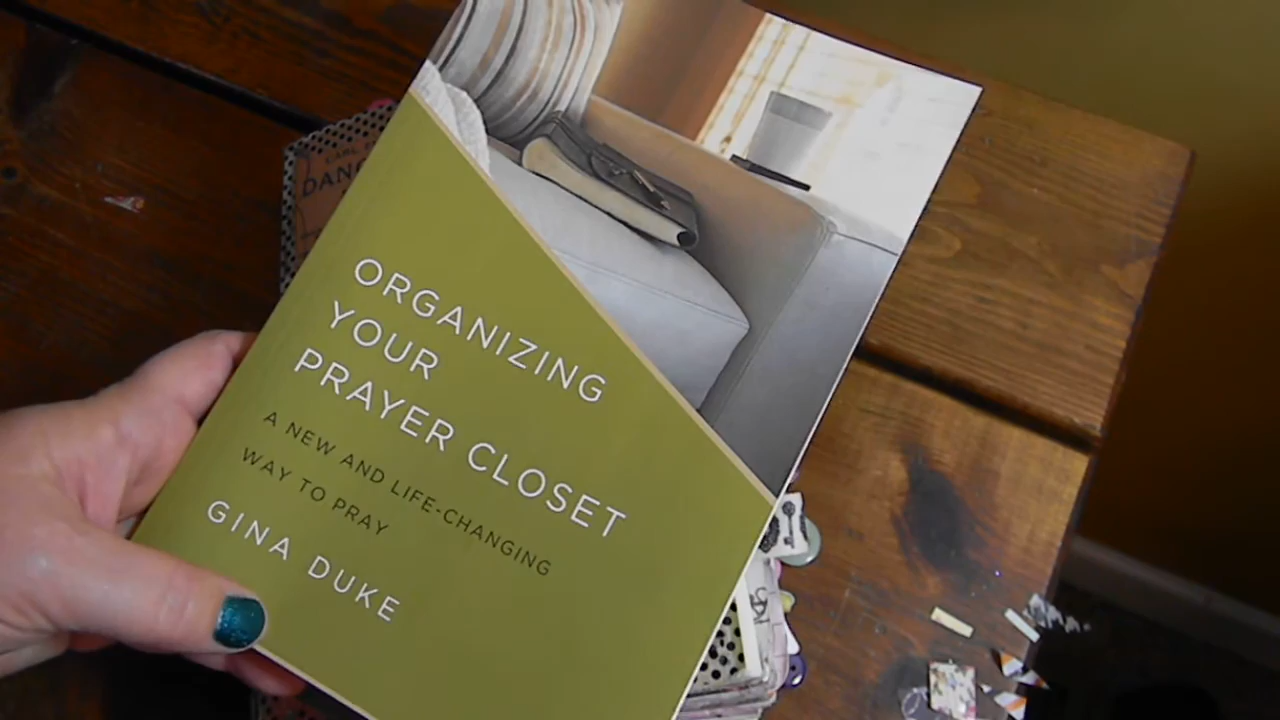 ORGANIZING
YOUR
PRAYER CLOSET
A NEW AND LIFE-CHANGING
WAY TO PRAY
GINA DUKE